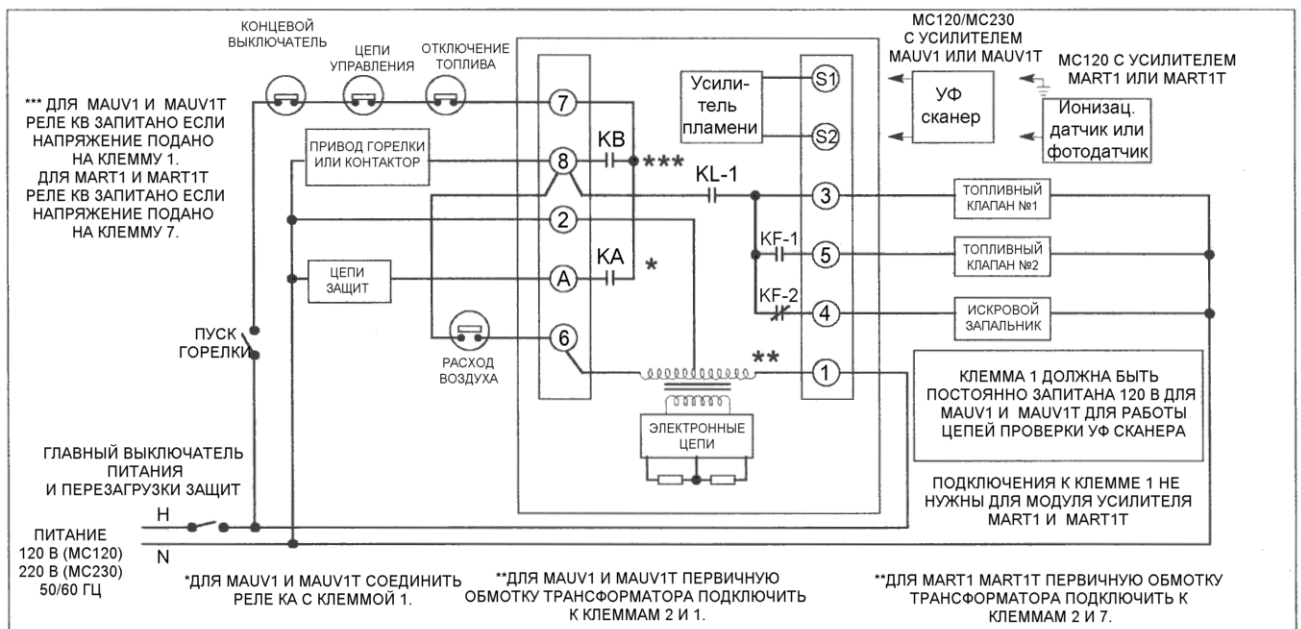 КОНЦЕВОЙ
ВЫКЛЮЧАТЕЛЬ
ЦЕПИ
УПРАВЛЕНИЯ
ОТКЛЮЧЕНИЕ
ТОПЛИВА
МС120/МС230
С УСИЛИТЕЛЕМ
MAUV1 ИЛИ MAUV1T
МС120 С УСИЛИТЕЛЕМ
MART1 ИЛИ MART1T
*** ДЛЯ MAUV1 И MAUV1T
РЕЛЕ КВ ЗАПИТАНО ЕСЛИ
НАПРЯЖЕНИЕ ПОДАНО
НА КЛЕММУ 1.
ДЛЯ MART1 И MART1T
РЕЛЕ КВ ЗАПИТАНО ЕСЛИ
НАПРЯЖЕНИЕ ПОДАНО
НА КЛЕММУ 7.
ПРИВОД ГОРЕЛКИ
ИЛИ КОНТАКТОР
ЦЕПИ
ЗАЩИТ
ПУСК
ГОРЕЛКИ
РАСХОД
ВОЗДУХА
7
8
2
A
6
KB
***
KA
*
KL-1
KF-1
KF-2
**
Усили-
тель
пламени
S1
S2
3
5
4
1
УФ
сканер
Ионизац.
датчик или
фотодатчик
ТОПЛИВНЫЙ
КЛАПАН №1
ТОПЛИВНЫЙ
КЛАПАН №2
ИСКРОВОЙ
ЗАПАЛЬНИК
ЭЛЕКТРОННЫЕ
ЦЕПИ
КЛЕММА 1 ДОЛЖНА БЫТЬ
ПОСТОЯННО ЗАПИТАНА 120 В ДЛЯ
MAUV1 И MAUV1T ДЛЯ РАБОТЫ
ЦЕПЕЙ ПРОВЕРКИ УФ СКАНЕРА
ПОДКЛЮЧЕНИЯ К КЛЕММЕ 1 НЕ
НУЖНЫ ДЛЯ МОДУЛЯ УСИЛИТЕЛЯ
MART1 И MART1T
ГЛАВНЫЙ ВЫКЛЮЧАТЕЛЬ
ПИТАНИЯ
И ПЕРЕЗАГРУЗКИ ЗАЩИТ
H
N
ПИТАНИЕ
120 В (МС120)
220 В (МС230)
50/60 ГЦ
*ДЛЯ MAUV1 И MAUV1T СОЕДИНИТЬ
РЕЛЕ КА С КЛЕММОЙ 1.
**ДЛЯ MAUV1 И MAUV1T ПЕРВИЧНУЮ
ОБМОТКУ ТРАНСФОРМАТОРА ПОДКЛЮЧИТЬ
К КЛЕММАМ 2 И 1.
**ДЛЯ MART1 MART1T ПЕРВИЧНУЮ ОБМОТКУ
ТРАНСФОРМАТОРА ПОДКЛЮЧИТЬ К
КЛЕММАМ 2 И 7.